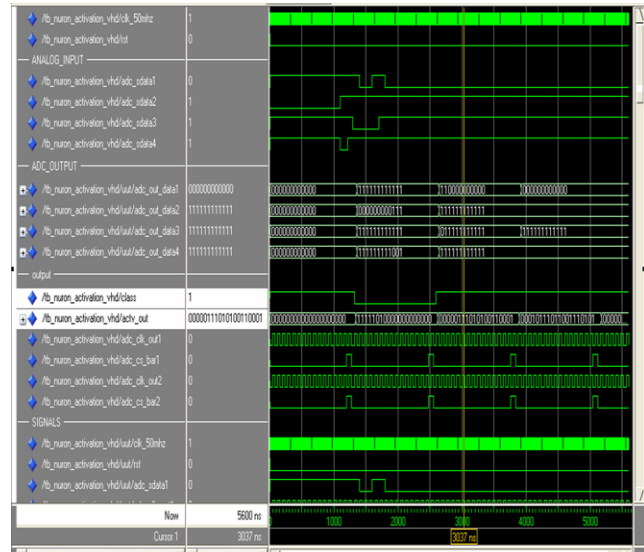 /tb_nuron_activation_vhd/clk_50mhz 1
/tb_nuron_activation_vhd/rst 0
ANALOG_INPUT
/tb_nuron_activation_vhd/adc_sdata1 0
/tb_nuron_activation_vhd/adc_sdata2 1
/tb_nuron_activation_vhd/adc_sdata3 1
/tb_nuron_activation_vhd/adc_sdata4 1
ADC_OUTPUT
/tb_nuron_activation_vhd/uut/adc_out_data1 000000000000 000000000000 111111111111 110000000000 000000000000
/tb_nuron_activation_vhd/uut/adc_out_data2 111111111111 000000000000 000000000111 111111111111
/tb_nuron_activation_vhd/uut/adc_out_data3 111111111111 000000000000 111111111111 011111111111 111111111111
/tb_nuron_activation_vhd/uut/adc_out_data4 111111111111 000000000000 111111111001 111111111111
output
/tb_nuron_activation_vhd/class 1
/tb_nuron_activation_vhd/actv_out
/tb_nuron_activation_vhd/adc_clk_out1 0
/tb_nuron_activation_vhd/adc_cs_bar1 0
/tb_nuron_activation_vhd/adc_clk_out2 0
/tb_nuron_activation_vhd/adc_cs_bar2 0
SIGNALS
/tb_nuron_activation_vhd/uut/clk_50mhz 1
/tb_nuron_activation_vhd/uut/rst 0
/tb_nuron_activation_vhd/uut/adc_sdata1 0
Now 5600 ns 1000 2000 3000 4000 5000
Cursor 1 3037 ns 3037 ns